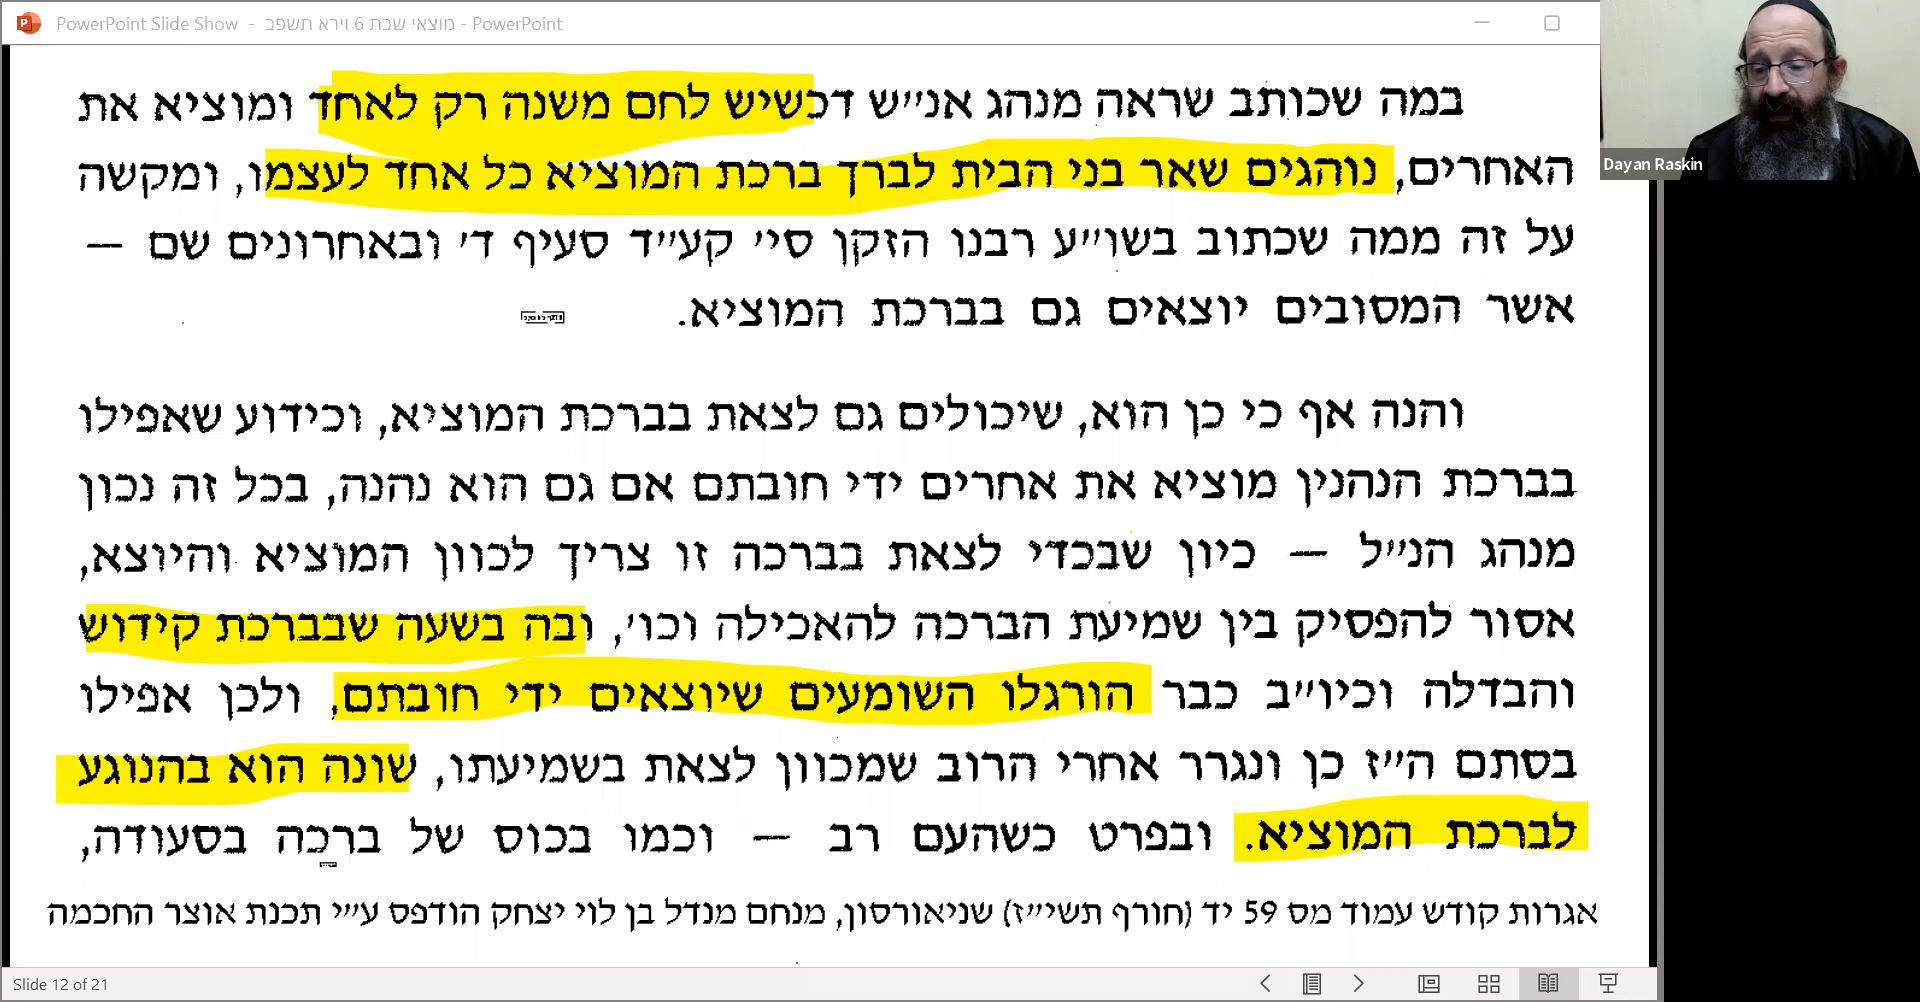 PowerPoint Slide Show - מוצאי שבת 6 וירא תשפב - PowerPoint
במה שכותב שראה מנהג אנ״ש דכשיש לחם משנה רק לאחד ומוציא את
האחרים, נוהגים שאר בני הבית לברך ברכת המוציא כל אחד לעצמו, ומקשה
על זה ממה שכתוב בשו״ע רבנו הזקן סי׳ קע״ד סעיף ד׳ ובאחרונים שם —
אשר המסובים יוצאים גם בברכת המוציא.
והנה אף כי כן הוא, שיכולים גם לצאת בברכת המוציא, וכידוע שאפילו
בברכת הנהנין מוציא את אחרים ידי חובתם אם גם הוא נהנה, בכל זה נכון
מנהג הנ״ל — כיון שבכדי לצאת בברכה זו צריך לכוון המוציא והיוצא,
אסור להפסיק בין שמיעת הברכה להאכילה וכו׳, ובה בשעה שבברכת קידוש
והבדלה וכיו״ב כבר הורגלו השומעים שיוצאים ידי חובתם, ולכן אפילו
בסתם ה״ז כן ונגרר אחרי הרוב שמכוון לצאת בשמיעתו, שונה הוא בהנוגע
לברכת המוציא. ובפרט כשהעם רב — וכמו בכוס של ברכה בסעודה,
אגרות קודש עמוד מס 59 יד (חורף תשי״ז) שניאורסון, מנחם מנדל בן לוי יצחק הודפס ע״י תכנת אוצר החכמה
Slide 12 of 21
Dayan Raskin